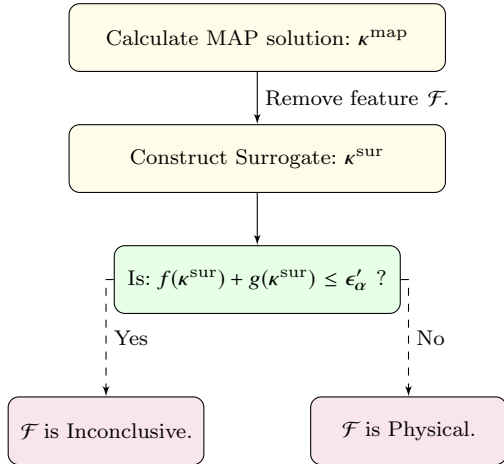 Calculate MAP solution: κ^map
Remove feature ℱ.
Construct Surrogate: κ^sur
Is: f(κ^sur) + g(κ^sur) ≤ ϵ′_α ?
Yes
No
ℱ is Inconclusive.
ℱ is Physical.